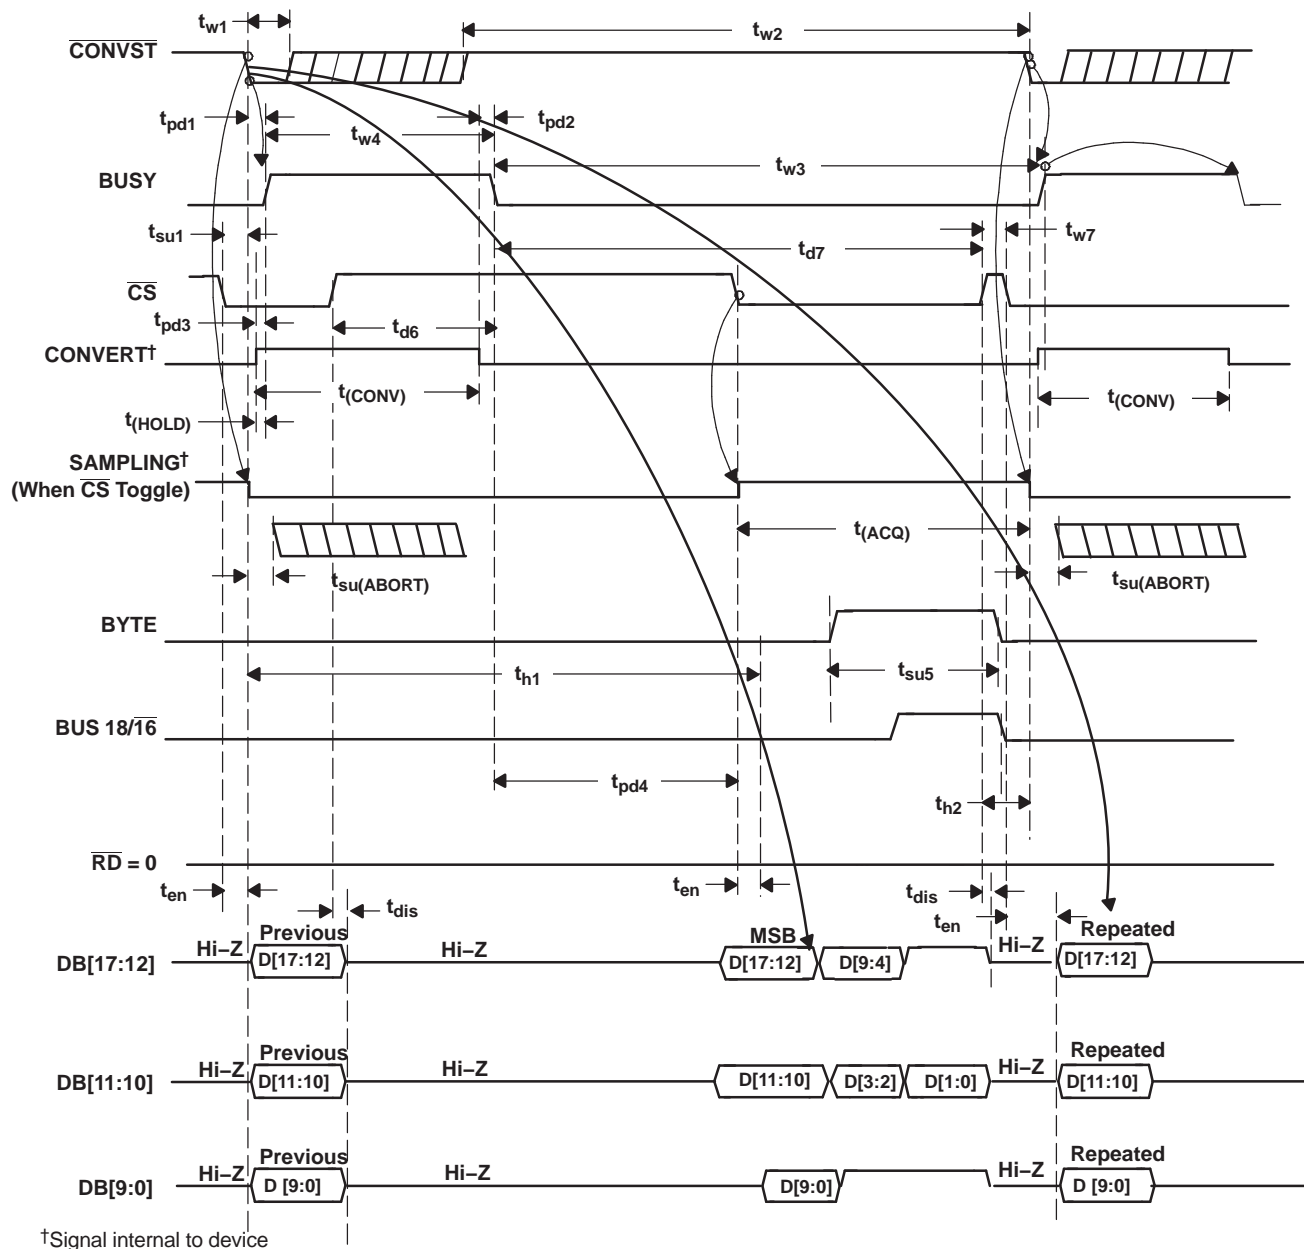 tw1
tw2
CONVST
tpd1
tw4
tpd2
tw3
BUSY
tsu1
tw7
td7
CS
tpd3
td6
CONVERT†
t(CONV)
t(CONV)
t(HOLD)
SAMPLING†
(When CS Toggle)
t(ACQ)
tsu(ABORT)
tsu(ABORT)
BYTE
th1
tsu5
BUS 18/16
tpd4
th2
RD = 0
ten
ten
tdis
tdis
ten
Previous
MSB
Repeated
Hi–Z
Hi–Z
Hi–Z
DB[17:12]
D[17:12]
D[17:12]
D[9:4]
D[17:12]
Previous
Repeated
Hi–Z
Hi–Z
Hi–Z
DB[11:10]
D[11:10]
D[11:10]
D[3:2]
D[1:0]
D[11:10]
Previous
Repeated
Hi–Z
Hi–Z
Hi–Z
DB[9:0]
D [9:0]
D[9:0]
D [9:0]
†Signal internal to device